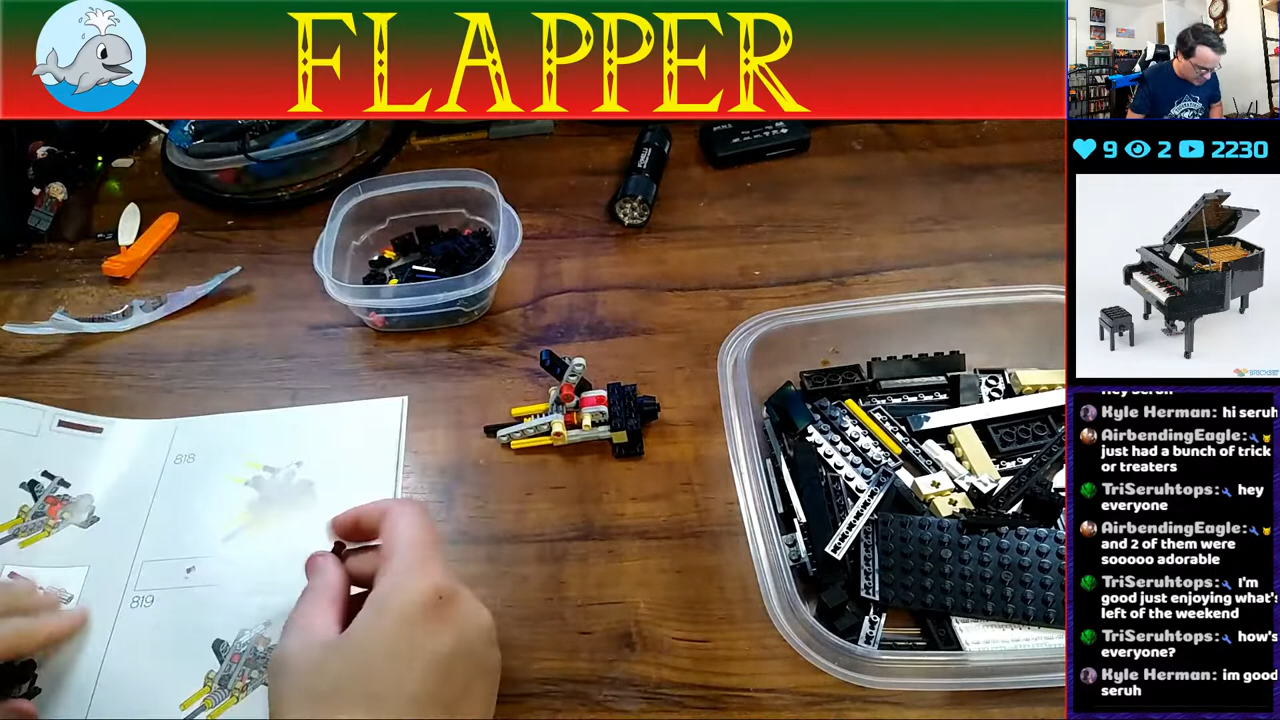 FLAPPER
9 2 2230
BRICKSET
Kyle Herman: hi seruh
AirbendingEagle:
just had a bunch of trick
or treaters
TriSeruhtops: hey
everyone
AirbendingEagle:
and 2 of them were
sooooo adorable
TriSeruhtops: I'm
good just enjoying what's
left of the weekend
TriSeruhtops: how's
everyone?
Kyle Herman: im good
seruh
818
819